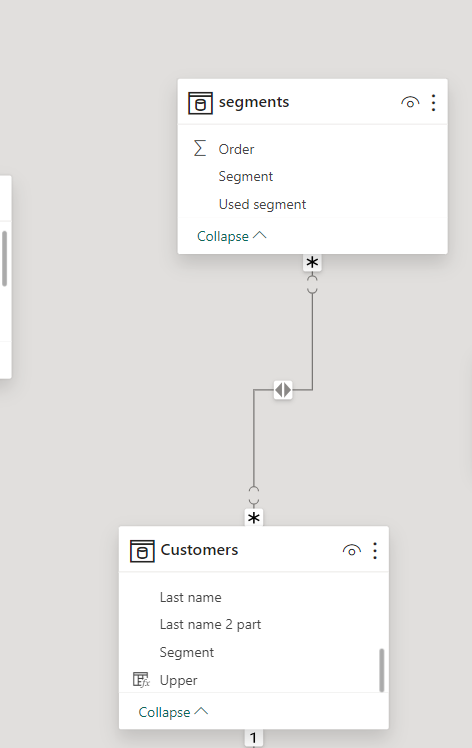 segments
Order
Segment
Used segment
Collapse
*
*
Customers
Last name
Last name 2 part
Segment
Upper
Collapse
1